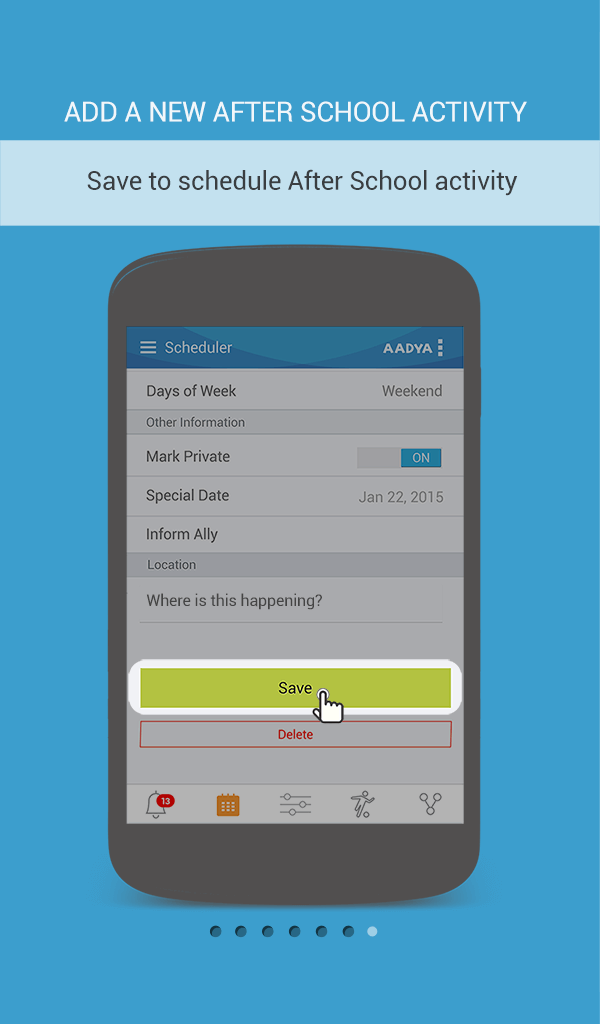 ADD A NEW AFTER SCHOOL ACTIVITY
Save to schedule After School activity
Scheduler AADYA
Days of Week Weekend
Other Information
Mark Private ON
Special Date Jan 22, 2015
Inform Ally
Location
Where is this happening?
Save
Delete
13